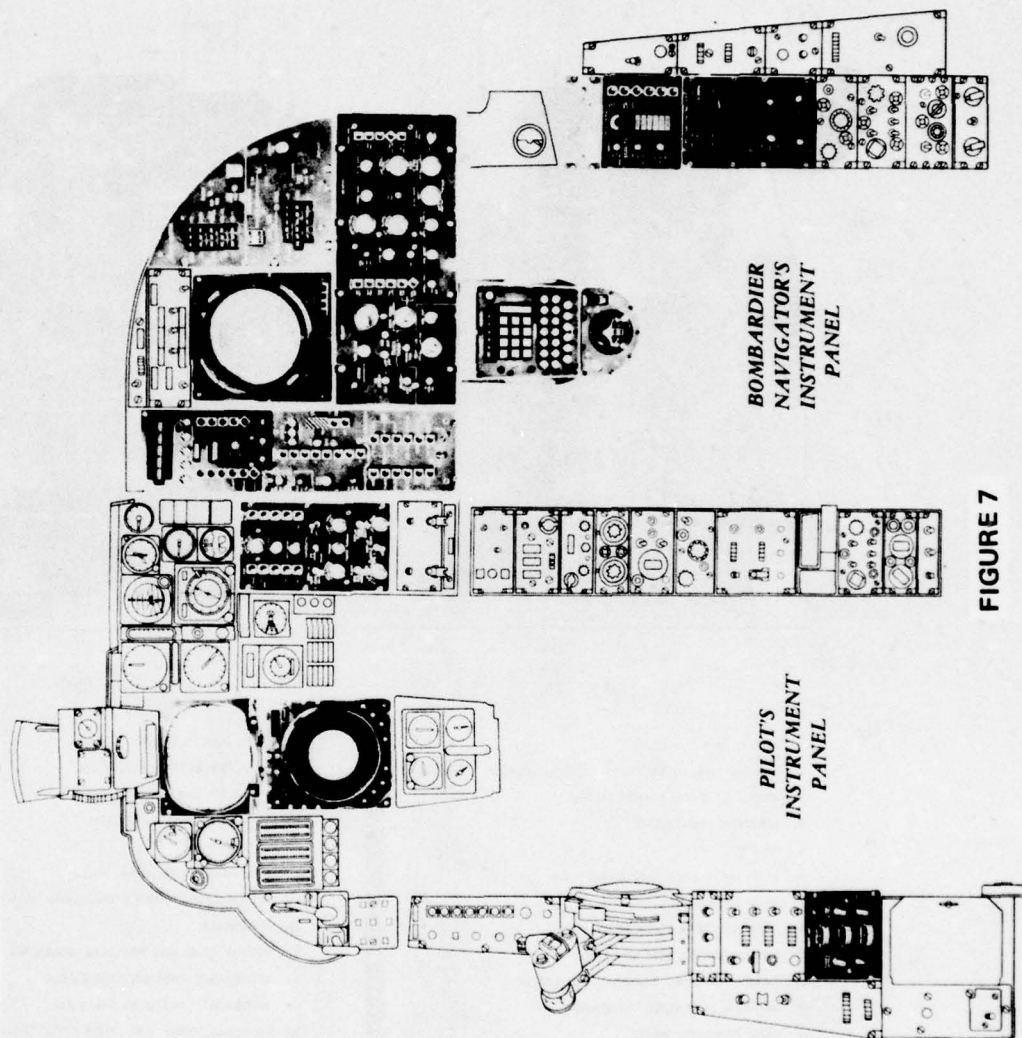 BOMBARDIER
NAVIGATOR'S
INSTRUMENT
PANEL
PILOT'S
INSTRUMENT
PANEL
FIGURE 7